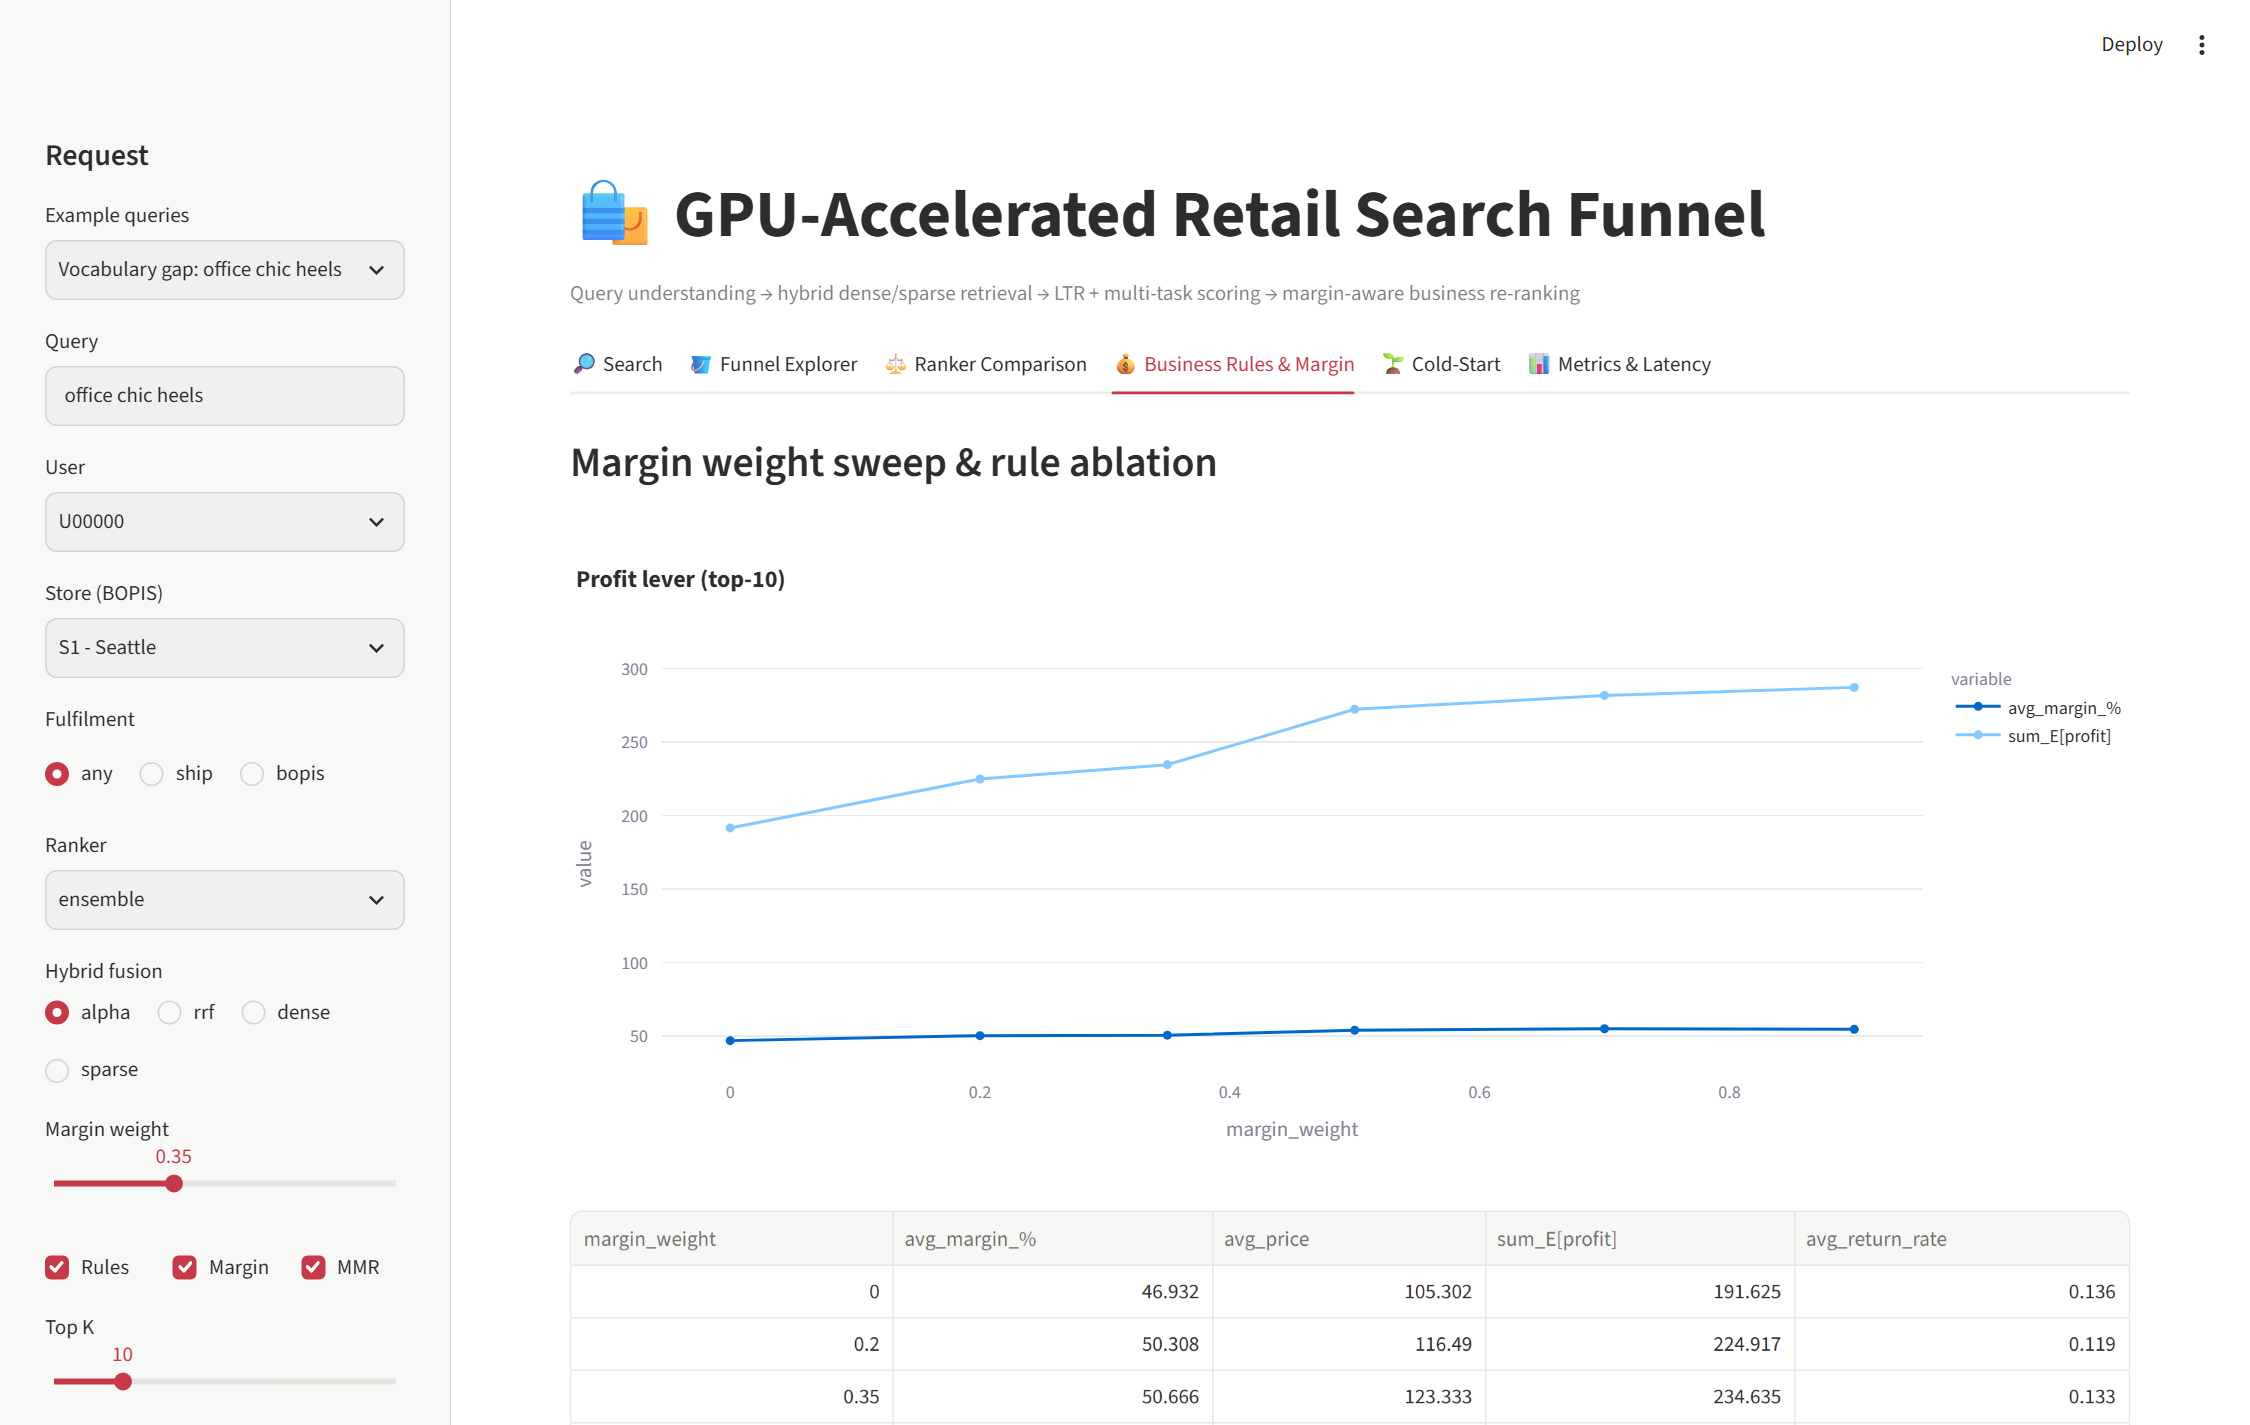 Deploy
Request
Example queries
Vocabulary gap: office chic heels
Query
office chic heels
User
U00000
Store (BOPIS)
S1 - Seattle
Fulfilment
any ship bopis
Ranker
ensemble
Hybrid fusion
alpha rrf dense
sparse
Margin weight
0.35
Rules Margin MMR
Top K
10
GPU-Accelerated Retail Search Funnel
Query understanding → hybrid dense/sparse retrieval → LTR + multi-task scoring → margin-aware business re-ranking
Search Funnel Explorer Ranker Comparison Business Rules & Margin Cold-Start Metrics & Latency
Margin weight sweep & rule ablation
Profit lever (top-10)
300
250
200
150
100
50
value
0 0.2 0.4 0.6 0.8
margin_weight
variable
avg_margin_%
sum_E[profit]
margin_weight avg_margin_% avg_price sum_E[profit] avg_return_rate
0 46.932 105.302 191.625 0.136
0.2 50.308 116.49 224.917 0.119
0.35 50.666 123.333 234.635 0.133